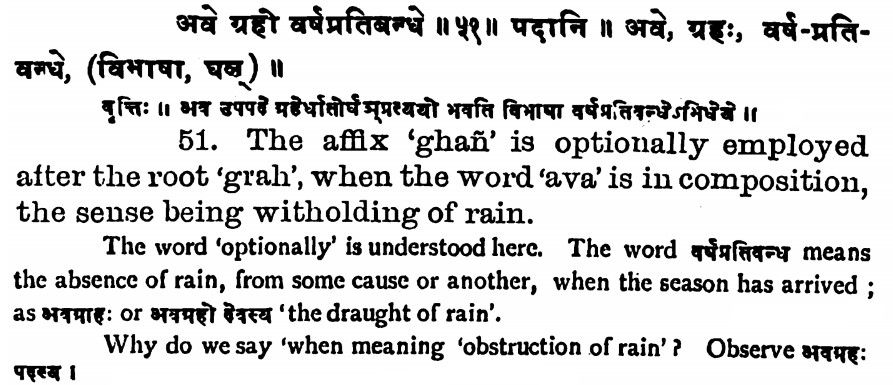 अवे ग्रहो वर्षप्रतिबन्धे ॥ ५१ ॥ पदानि ॥ अवे, ग्रहः, वर्ष-प्रति-
बन्धे, (विभाषा, घञ्) ॥
वृत्तिः ॥ अव उपपदे ग्रहेर्धातोर्घञ्प्रत्ययो भवति विभाषा वर्षप्रतिबन्धेऽभिधेये ॥
51. The affix 'ghañ' is optionally employed
after the root 'grah', when the word 'ava' is in composition,
the sense being witholding of rain.
The word 'optionally' is understood here. The word वर्षप्रतिबन्ध means
the absence of rain, from some cause or another, when the season has arrived ;
as अवग्राहः or अवग्रहो देवस्य 'the draught of rain'.
Why do we say 'when meaning 'obstruction of rain' ? Observe अवग्रहः
पदस्य ।